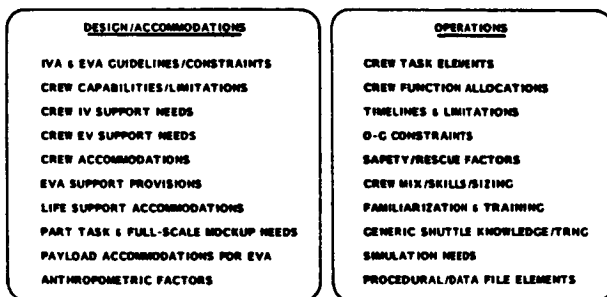 DESIGN/ACCOMMODATIONS
IVA & EVA GUIDELINES/CONSTRAINTS
CREW CAPABILITIES/LIMITATIONS
CREW IV SUPPORT NEEDS
CREW EV SUPPORT NEEDS
CREW ACCOMMODATIONS
EVA SUPPORT PROVISIONS
LIFE SUPPORT ACCOMMODATIONS
PART TASK & FULL-SCALE MOCKUP NEEDS
PAYLOAD ACCOMMODATIONS FOR EVA
ANTHROPOMETRIC FACTORS
OPERATIONS
CREW TASK ELEMENTS
CREW FUNCTION ALLOCATIONS
TIMELINES & LIMITATIONS
O-G CONSTRAINTS
SAFETY/RESCUE FACTORS
CREW MIX/SKILLS/SIZING
FAMILIARIZATION & TRAINING
GENERIC SHUTTLE KNOWLEDGE/TRNG
SIMULATION NEEDS
PROCEDURAL/DATA FILE ELEMENTS